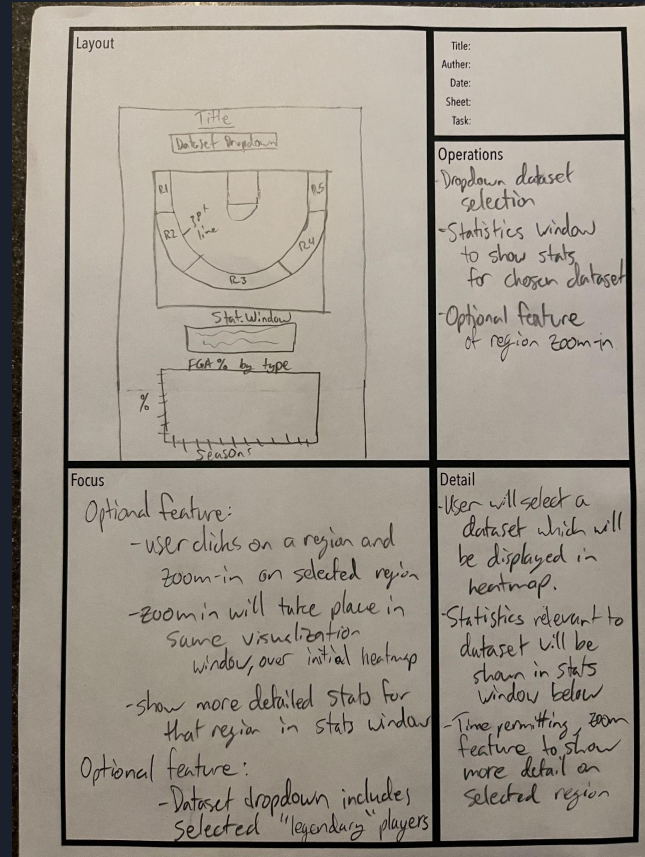 Layout
Title
Dataset Dropdown
R1
R5
R2
3pt
line
R4
R3
Stat. Window
FGA % by type
%
Seasons
Title:
Auther:
Date:
Sheet:
Task:
Operations
-Dropdown dataset
selection
-Statistics window
to show stats
for chosen dataset
-Optional feature
of region zoom-in
Focus
Optional feature:
-user clicks on a region and
zoom-in on selected region
-zoom in will take place in
same visualization
window, over initial heatmap
-show more detailed stats for
that region in stats window
Optional feature:
-Dataset dropdown includes
selected "legendary" players
Detail
-User will select a
dataset which will
be displayed in
heatmap.
-Statistics relevant to
dataset will be
shown in stats
window below
-Time permitting, zoom
feature to show
more detail on
selected region